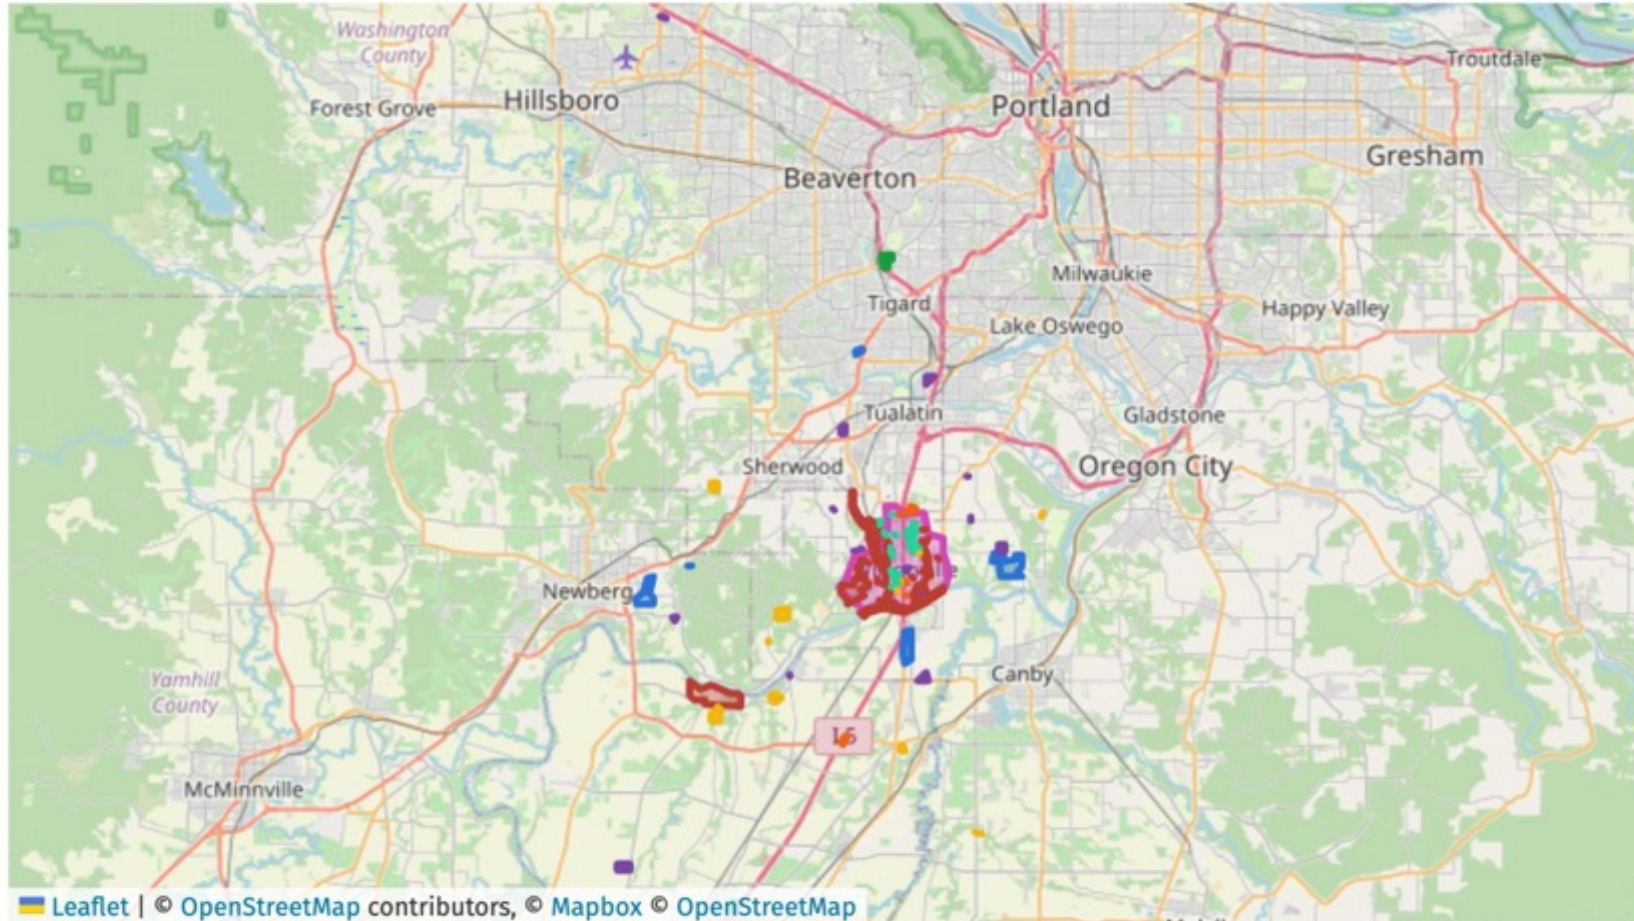 Washington
County
Troutdale
Hillsboro
Forest Grove
Portland
Gresham
Beaverton
Milwaukie
Tigard
Happy Valley
Lake Oswego
Tualatin
Gladstone
Sherwood
Oregon City
Newberg
Canby
Yamhill
County
I 5
McMinnville
Leaflet | © OpenStreetMap contributors, © Mapbox © OpenStreetMap